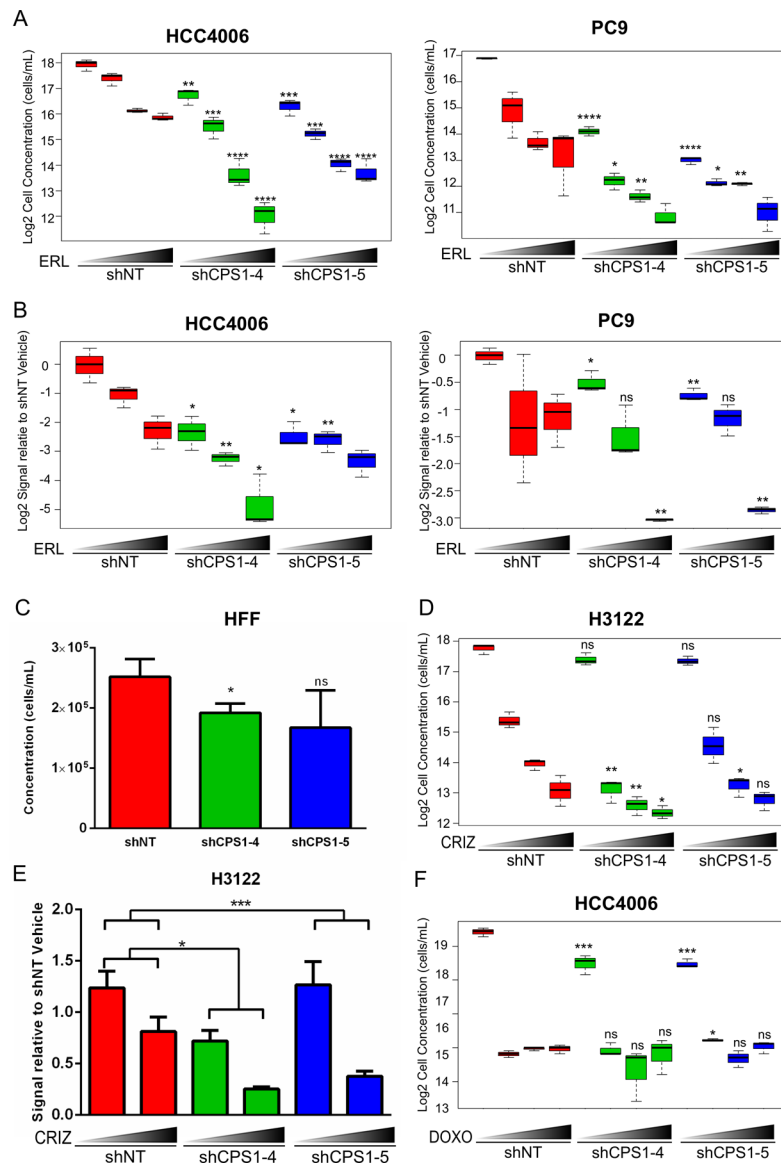 A
HCC4006
Log2 Cell Concentration (cells/mL)
18
17
16
15
14
13
12
** *** **** ****
*** *** **** ****
ERL
shNT shCPS1-4 shCPS1-5
PC9
Log2 Cell Concentration (cells/mL)
17
16
15
14
13
12
11
**** * **
**** * **
ERL
shNT shCPS1-4 shCPS1-5
B
HCC4006
Log2 Signal relative to shNT Vehicle
0
-1
-2
-3
-4
-5
* ** *
* **
ERL
shNT shCPS1-4 shCPS1-5
PC9
Log2 Signal relatie to shNT Vehicle
0
-0.5
-1
-1.5
-2.0
-2.5
-3.0
* ns **
** ns **
ERL
shNT shCPS1-4 shCPS1-5
C
HFF
Concentration (cells/mL)
3×10⁵
2×10⁵
1×10⁵
0
* ns
shNT shCPS1-4 shCPS1-5
D
H3122
Log2 Cell Concentration (cells/mL)
18
17
16
15
14
13
12
ns ** ** *
ns ns * ns
CRIZ
shNT shCPS1-4 shCPS1-5
E
H3122
Signal relative to shNT Vehicle
2.0
1.5
1.0
0.5
0.0
***
*
CRIZ
shNT shCPS1-4 shCPS1-5
F
HCC4006
Log2 Cell Concentration (cells/mL)
19
18
17
16
15
15
13
*** ns ns ns
*** * ns ns
DOXO
shNT shCPS1-4 shCPS1-5